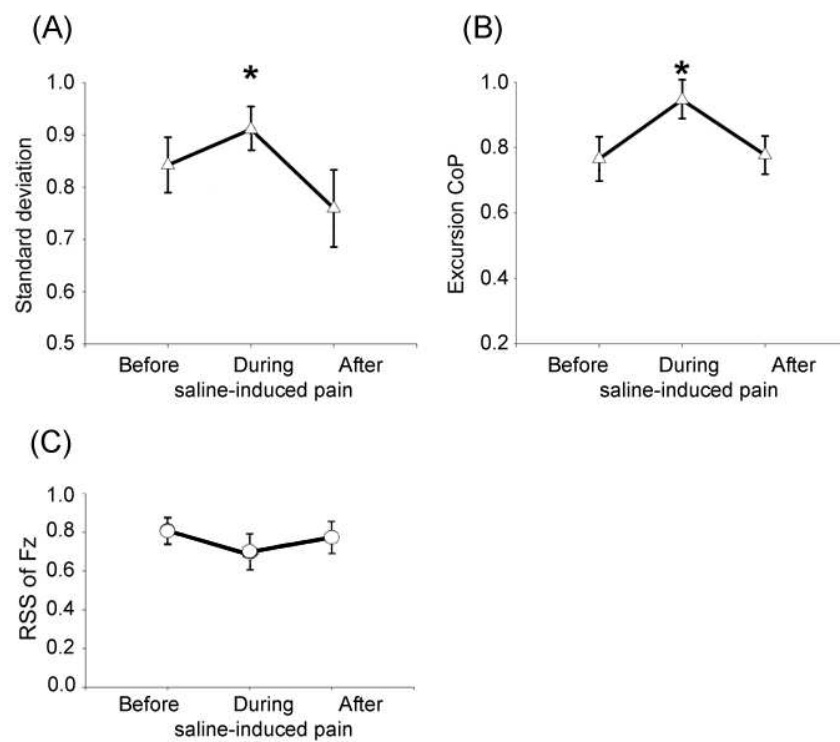 (A)
*
1.0
0.9
0.8
0.7
0.6
0.5
Standard deviation
Before During After
saline-induced pain
(B)
*
1.0
0.8
0.6
0.4
0.2
Excursion CoP
Before During After
saline-induced pain
(C)
1.0
0.8
0.6
0.4
0.2
0.0
RSS of Fz
Before During After
saline-induced pain